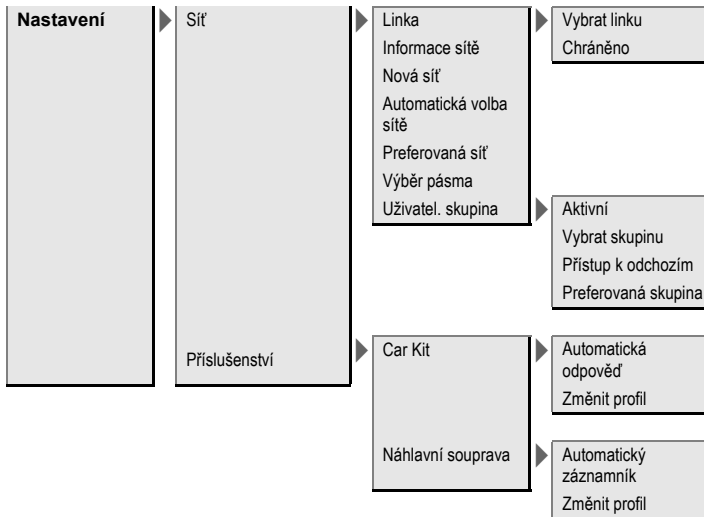 Nastavení
Síť
Linka
Vybrat linku
Chráněno
Informace sítě
Nová síť
Automatická volba
sítě
Preferovaná síť
Výběr pásma
Uživatel. skupina
Aktivní
Vybrat skupinu
Přístup k odchozím
Preferovaná skupina
Příslušenství
Car Kit
Automatická
odpověď
Změnit profil
Náhlavní souprava
Automatický
záznamník
Změnit profil